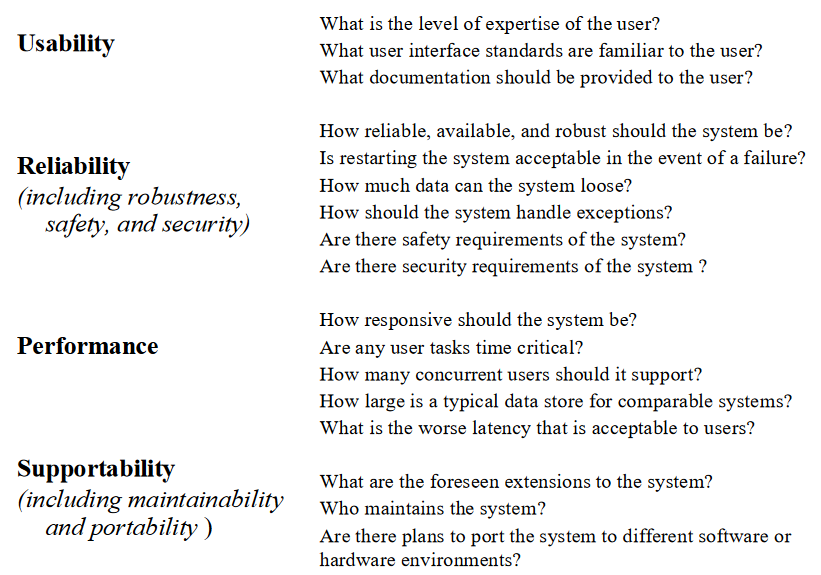 Usability
What is the level of expertise of the user?
What user interface standards are familiar to the user?
What documentation should be provided to the user?
Reliability
(including robustness,
safety, and security)
How reliable, available, and robust should the system be?
Is restarting the system acceptable in the event of a failure?
How much data can the system loose?
How should the system handle exceptions?
Are there safety requirements of the system?
Are there security requirements of the system ?
Performance
How responsive should the system be?
Are any user tasks time critical?
How many concurrent users should it support?
How large is a typical data store for comparable systems?
What is the worse latency that is acceptable to users?
Supportability
(including maintainability
and portability )
What are the foreseen extensions to the system?
Who maintains the system?
Are there plans to port the system to different software or
hardware environments?